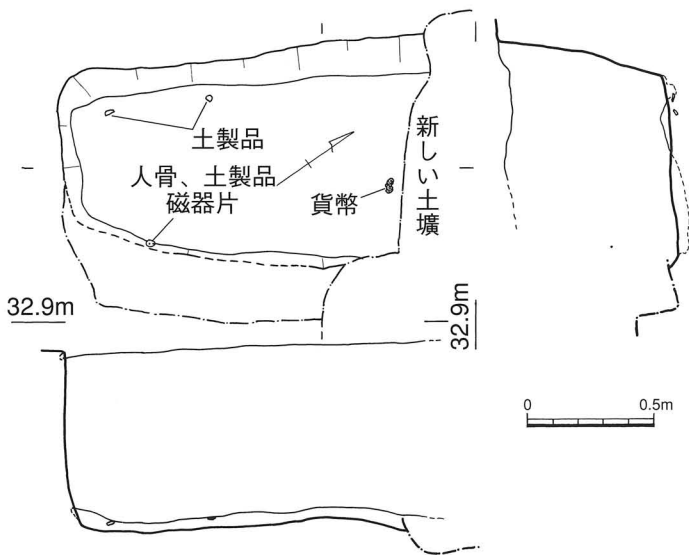 土製品
人骨、土製品
磁器片
貨幣
新しい土壙
32.9m
32.9m
0 0.5m